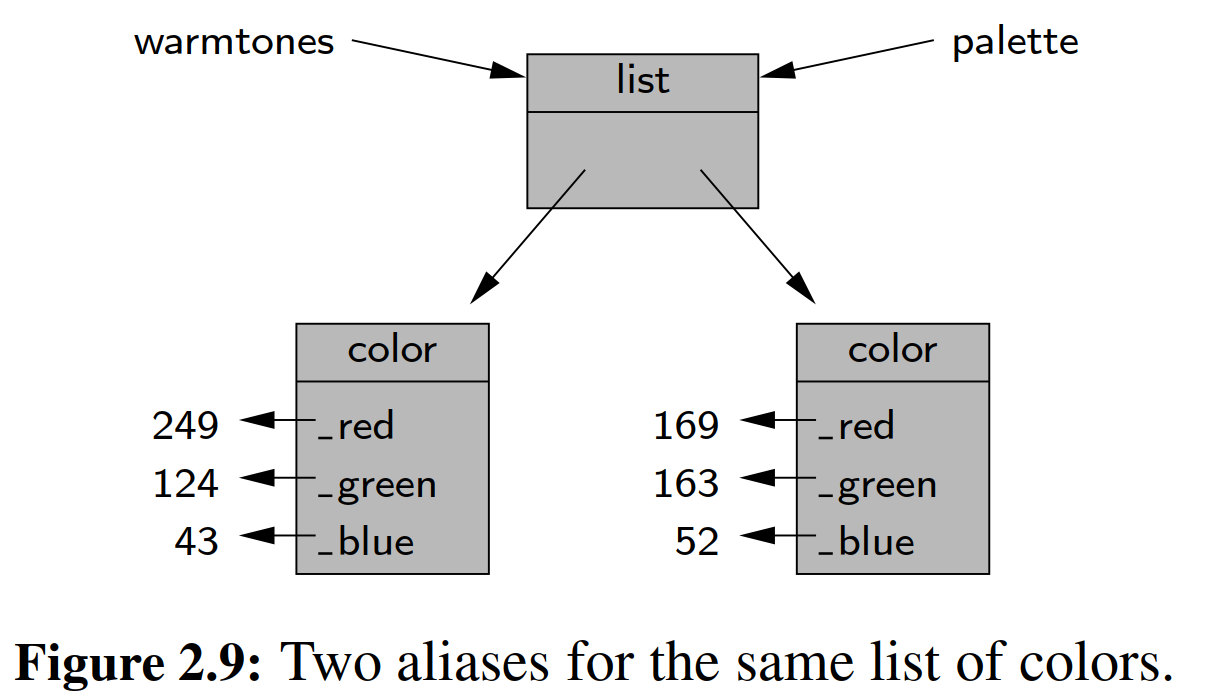 warmtones
palette
list
color
color
249 _red
124 _green
43 _blue
169 _red
163 _green
52 _blue
Figure 2.9: Two aliases for the same list of colors.